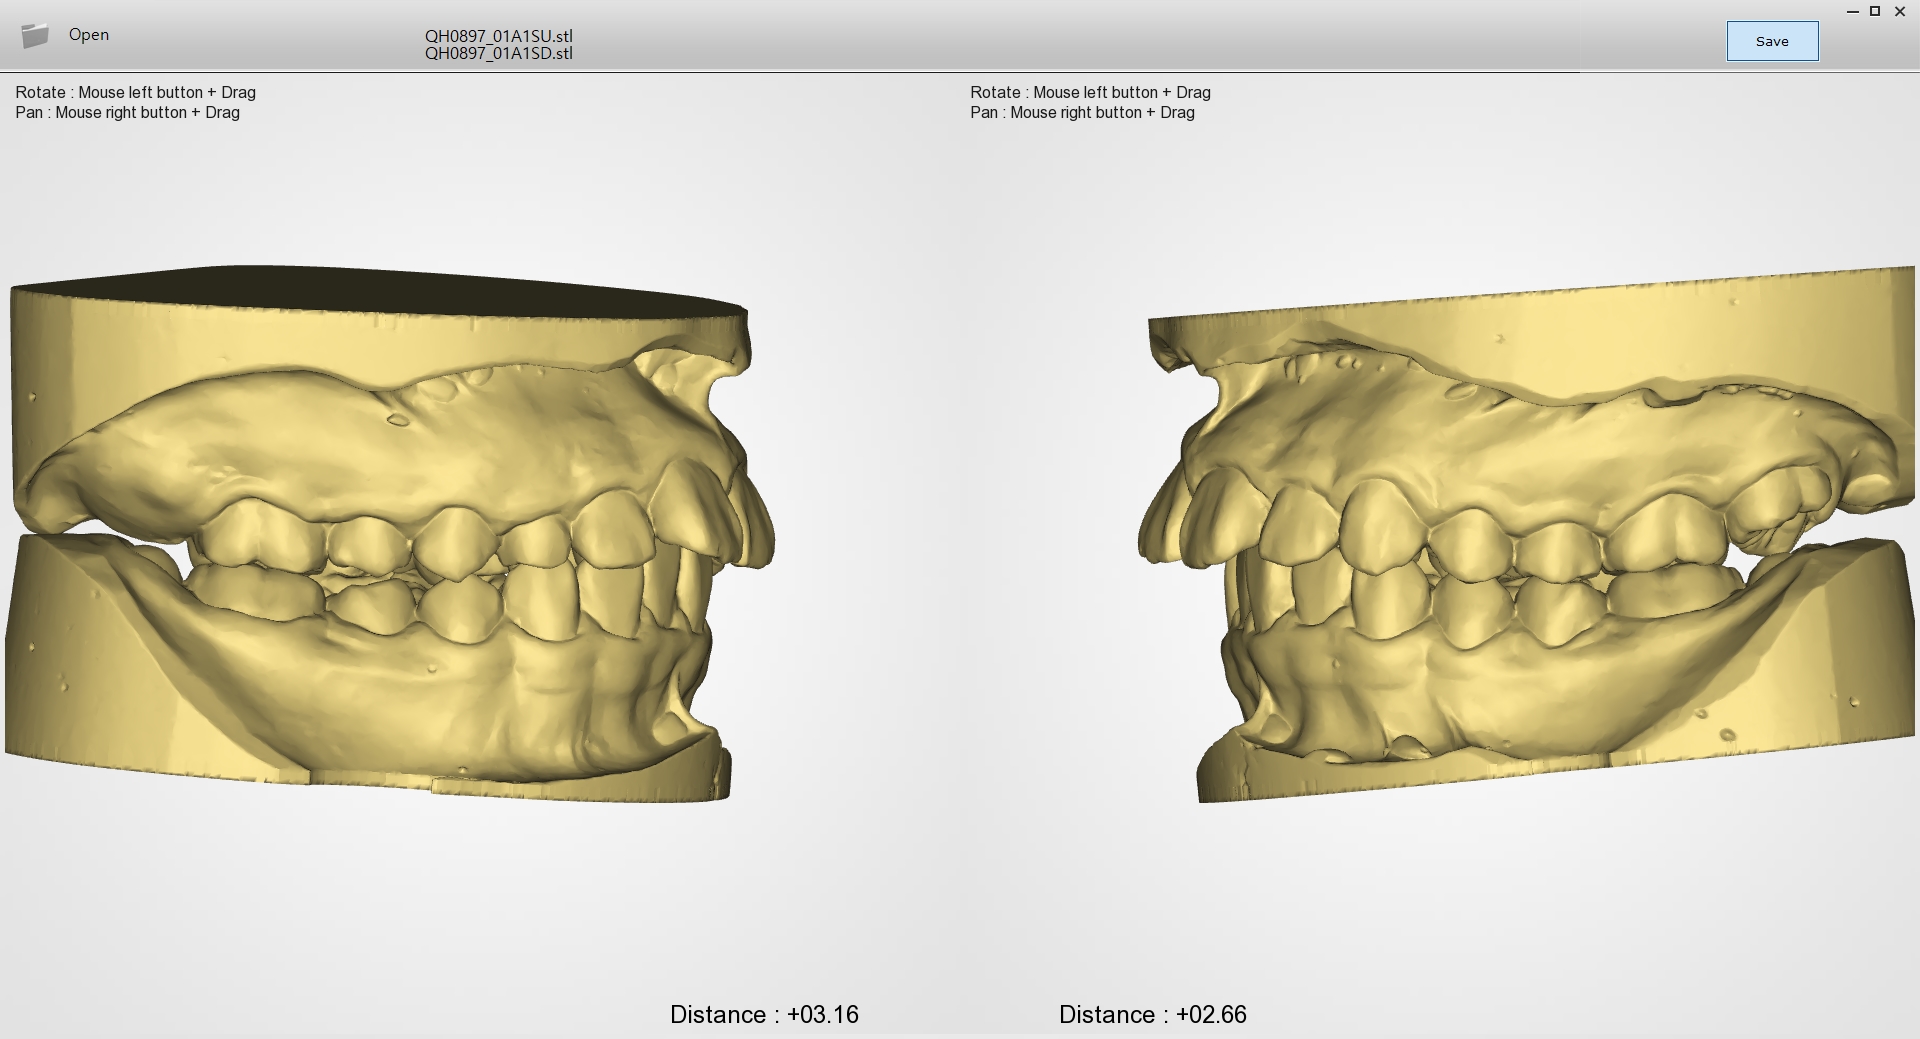 Open
QH0897_01A1SU.stl
QH0897_01A1SD.stl
Save
Rotate : Mouse left button + Drag
Pan : Mouse right button + Drag
Rotate : Mouse left button + Drag
Pan : Mouse right button + Drag
Distance : +03.16
Distance : +02.66